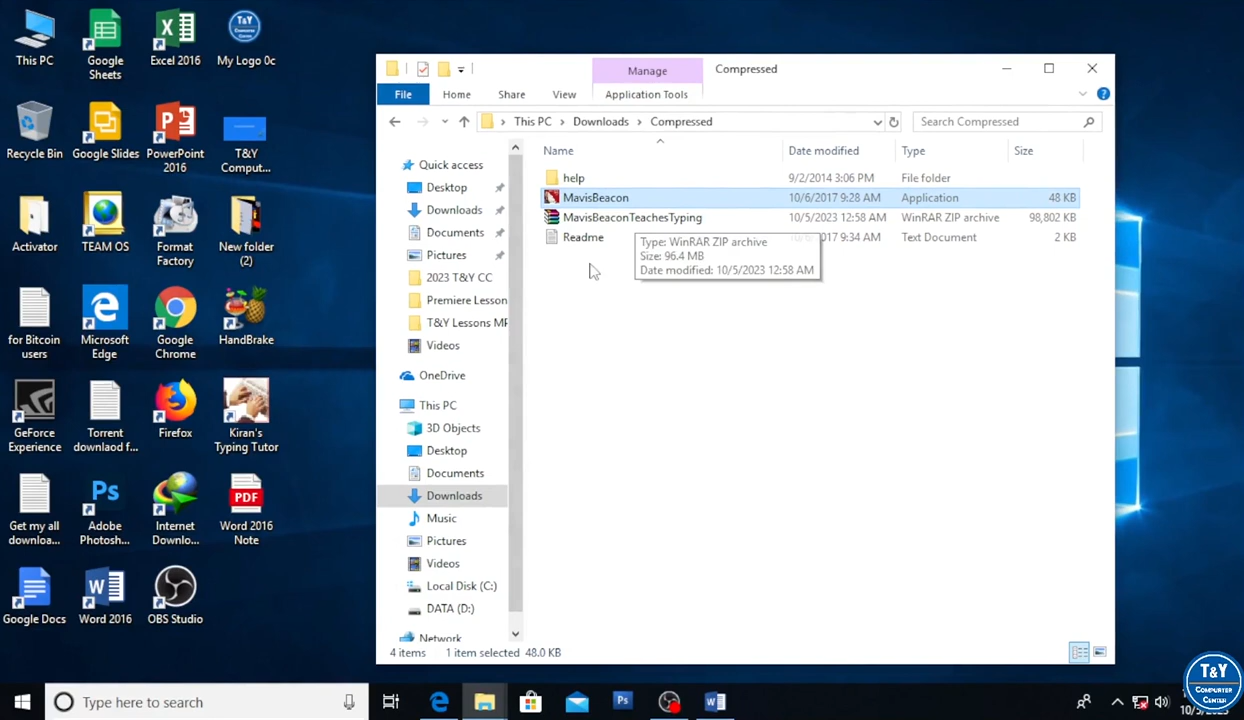 This PC
Google
Sheets
Excel 2016
My Logo 0c
Recycle Bin
Google Slides
PowerPoint
2016
T&Y
Comput...
Activator
TEAM OS
Format
Factory
New folder
(2)
for Bitcoin
users
Microsoft
Edge
Google
Chrome
HandBrake
GeForce
Experience
Torrent
downlaod f...
Firefox
Kiran's
Typing Tutor
Get my all
downloa...
Adobe
Photosh...
Internet
Downlo...
PDF
Word 2016
Note
Google Docs
Word 2016
OBS Studio
Manage
Compressed
File
Home
Share
View
Application Tools
This PC
Downloads
Compressed
Search Compressed
Name
Date modified
Type
Size
help
9/2/2014 3:06 PM
File folder
MavisBeacon
10/6/2017 9:28 AM
Application
48 KB
MavisBeaconTeachesTyping
10/5/2023 12:58 AM
WinRAR ZIP archive
98,802 KB
Readme
2017 9:34 AM
Text Document
2 KB
Type: WinRAR ZIP archive
Size: 96.4 MB
Date modified: 10/5/2023 12:58 AM
Quick access
Desktop
Downloads
Documents
Pictures
2023 T&Y CC
Premiere Lesson
T&Y Lessons MP
Videos
OneDrive
This PC
3D Objects
Desktop
Documents
Downloads
Music
Pictures
Videos
Local Disk (C:)
DATA (D:)
Network
4 items
1 item selected 48.0 KB
Type here to search
T&Y
Compurter
Center